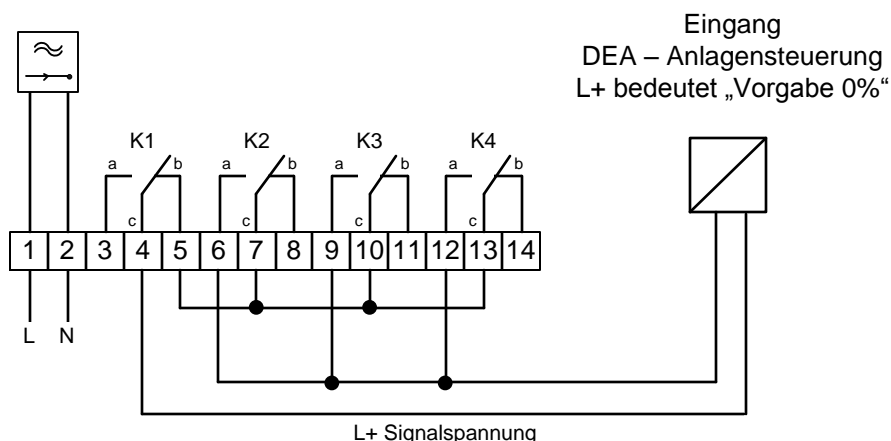 Eingang
DEA – Anlagensteuerung
L+ bedeutet „Vorgabe 0%“
K1 K2 K3 K4
a b a b a b a b
c c c c
1 2 3 4 5 6 7 8 9 10 11 12 13 14
L N
L+ Signalspannung